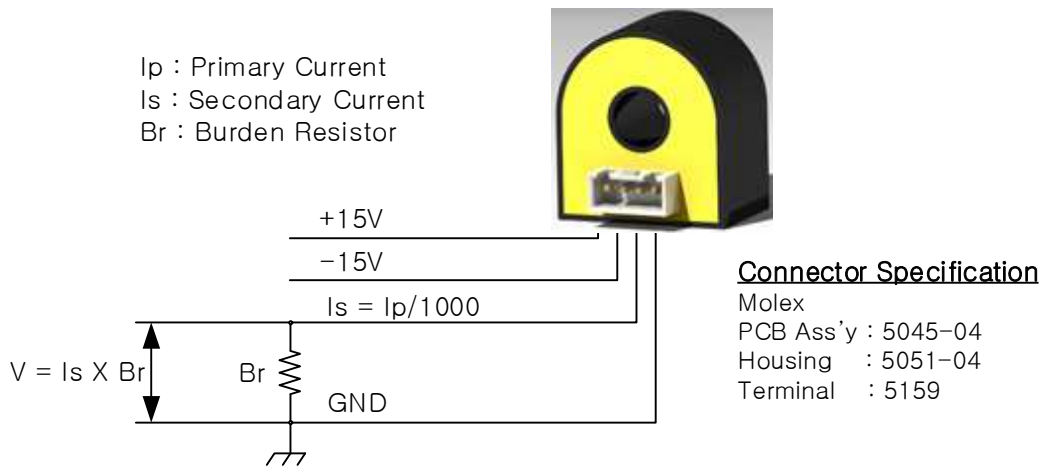 Ip : Primary Current
Is : Secondary Current
Br : Burden Resistor
+15V
-15V
Is = Ip/1000
V = Is X Br
Br
GND
Connector Specification
Molex
PCB Ass'y : 5045-04
Housing : 5051-04
Terminal : 5159